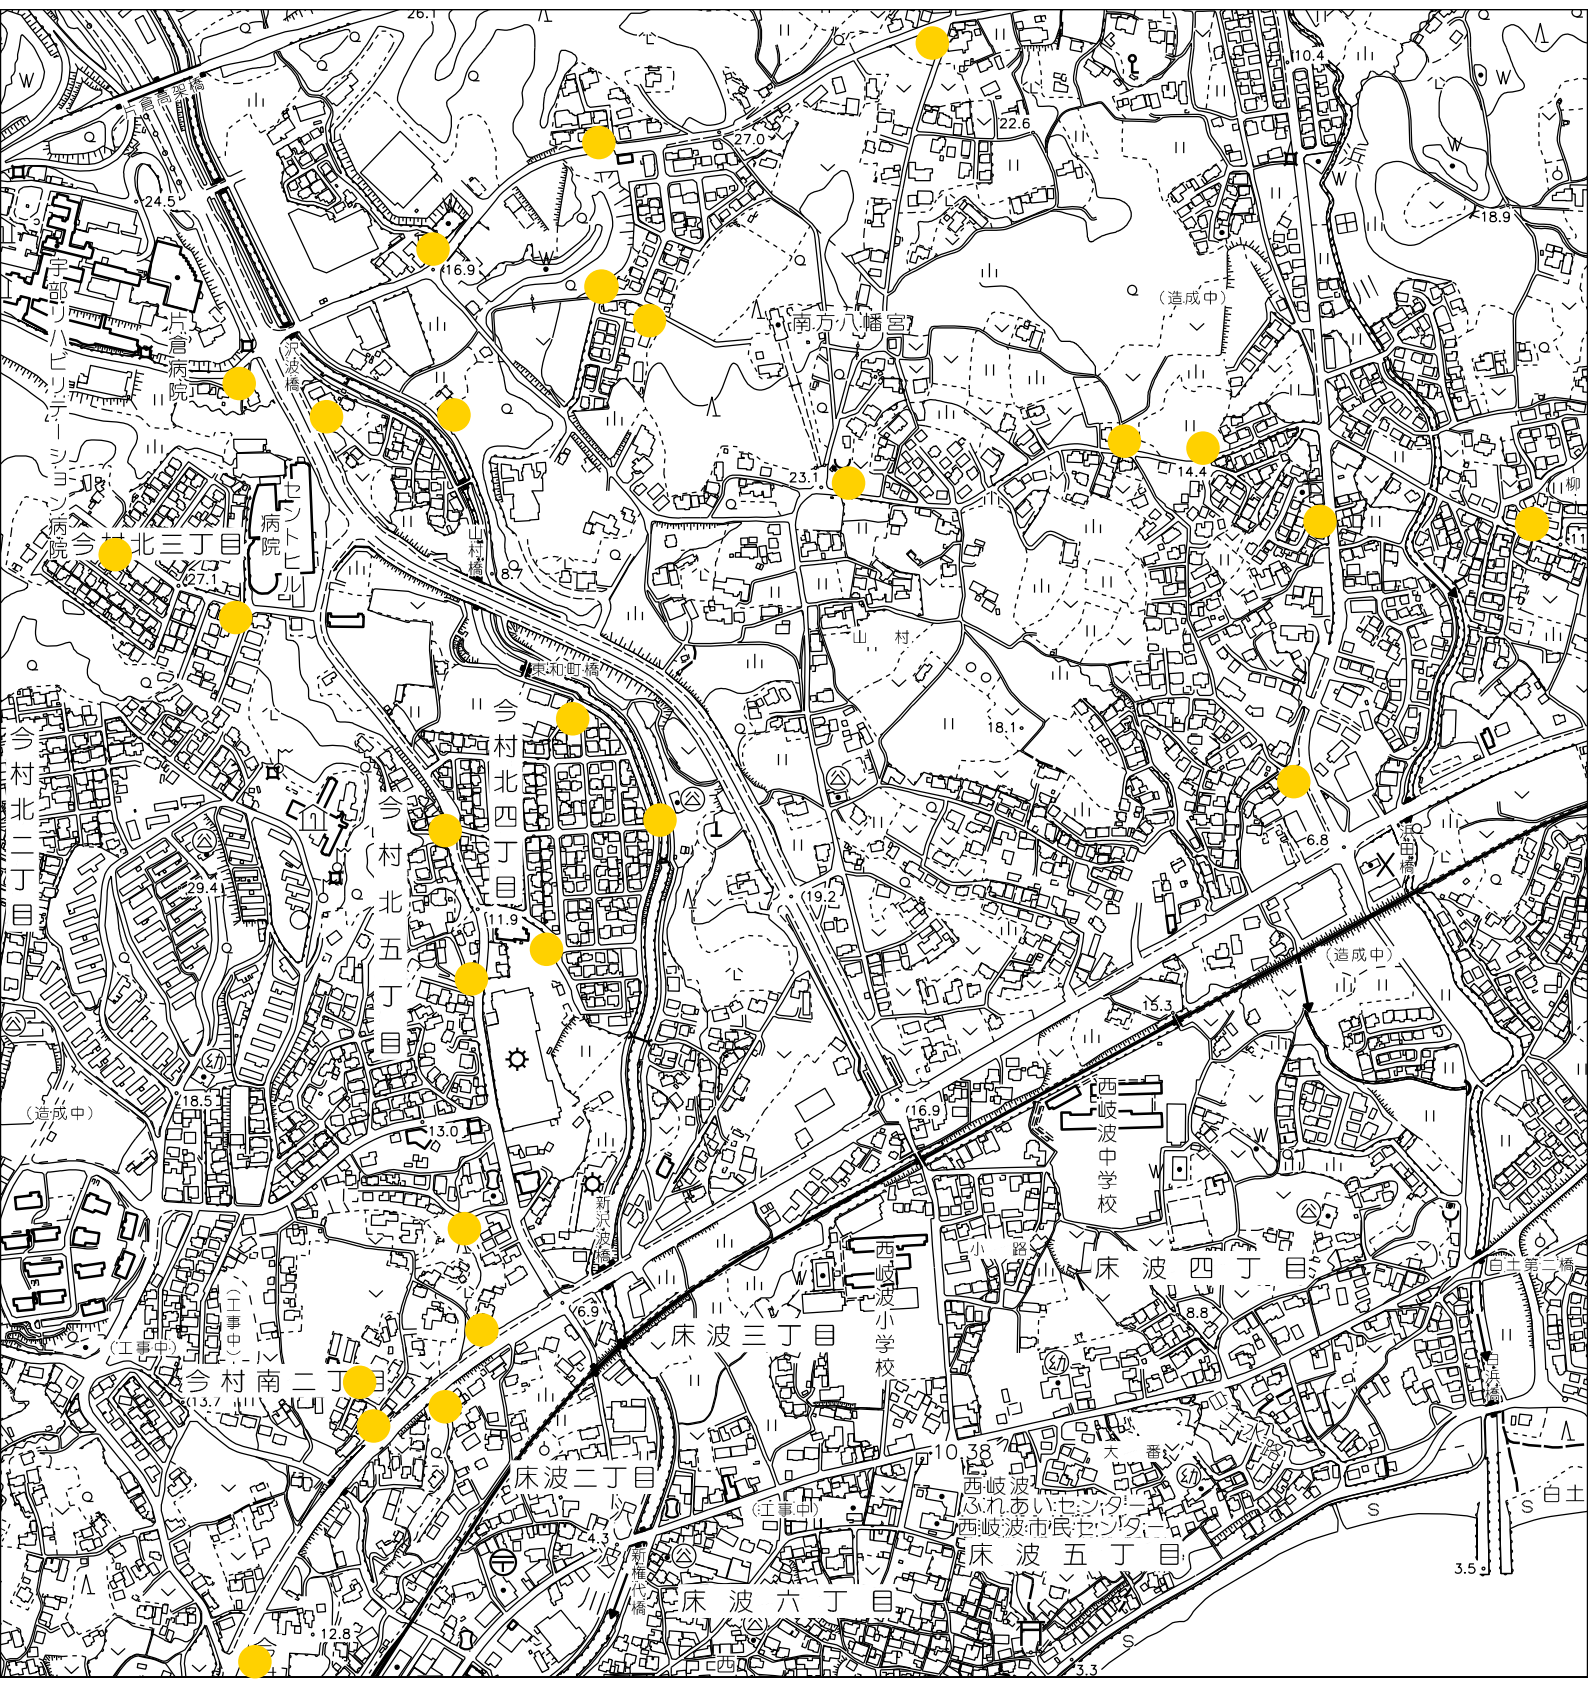 26.1
10.4
片倉高架橋
27.0
22.6
24.5
18.9
16.9
宇部リハビリテーション病院
片倉病院
沢波橋
(造成中)
南方八幡宮
23.1
14.4
柳
セントヒル病院
今村北三丁目
27.1
山村橋
8.7
山村
東和町橋
今村北四丁目
18.1
今村北二丁目
今村北五丁目
6.8
浜田橋
29.4
19.2
11.9
(造成中)
13.3
(造成中)
18.5
13.0
16.9
西岐波中学校
新沢波橋
小路
床波四丁目
白土第二橋
西岐波小学校
(工事中)
6.9
床波三丁目
8.8
(工事中)
今村南二丁目
13.7
白浜橋
10.38
大番
床波二丁目
西岐波
ふれあいセンター
西岐波市民センター
白土
(工事中)
4.3
床波五丁目
新権代橋
3.5
床波六丁目
12.8
今
西
3.3